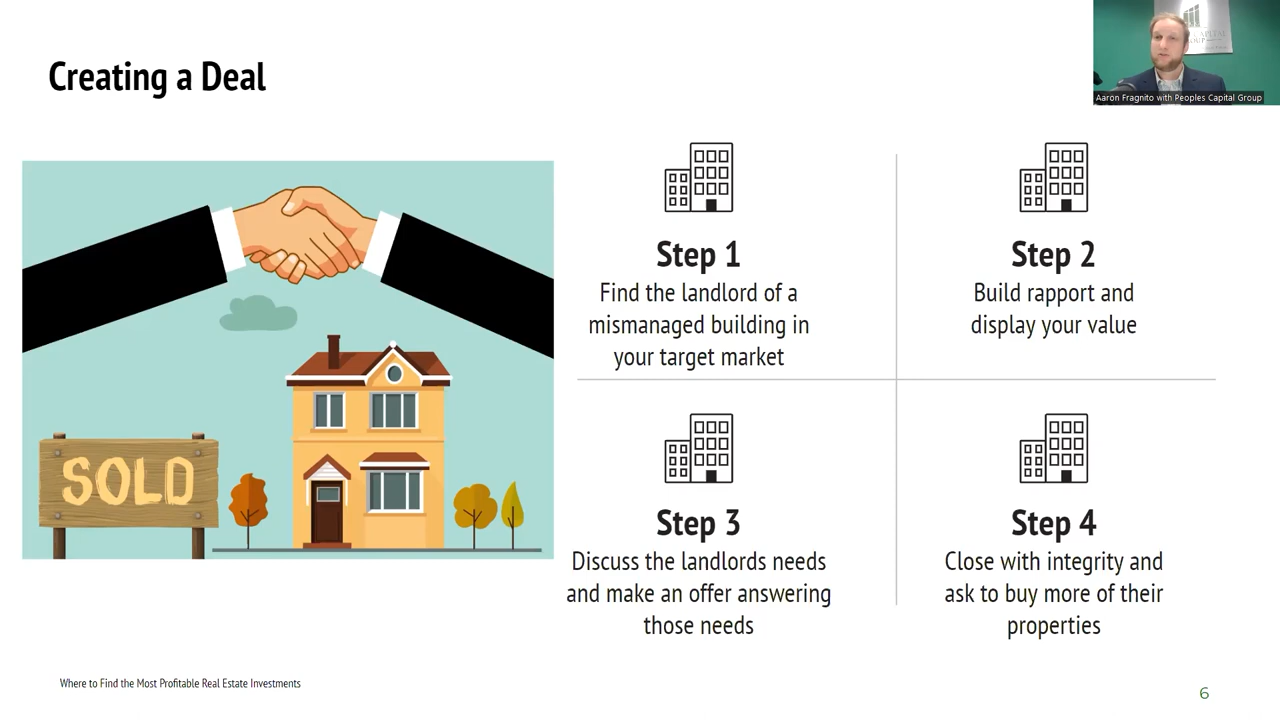 Creating a Deal
Aaron Fragnito with Peoples Capital Group
SOLD
Step 1
Find the landlord of a
mismanaged building in
your target market
Step 2
Build rapport and
display your value
Step 3
Discuss the landlords needs
and make an offer answering
those needs
Step 4
Close with integrity and
ask to buy more of their
properties
Where to Find the Most Profitable Real Estate Investments
6